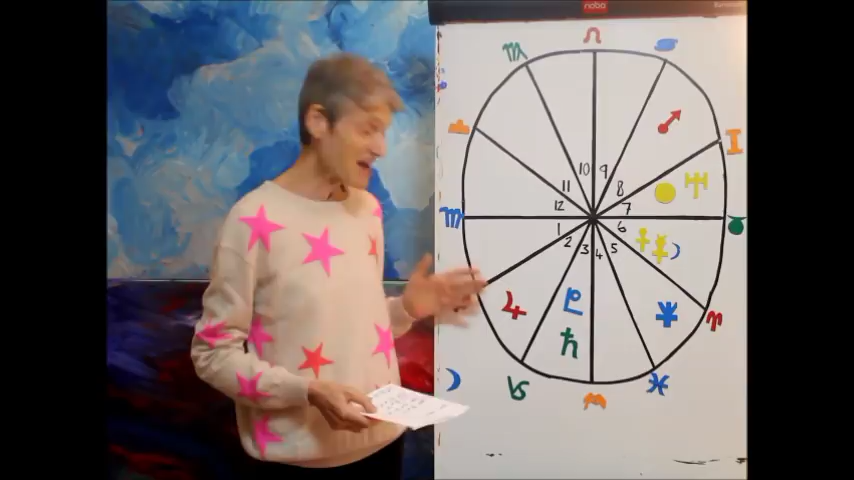 nobo
♌
♍ ♋
♎ ♂ ♊
10 9
11 8
12 7 ☉ ♅
♏ ♉
1 6 ♀ ☿ ☽
2 3 4 5
♃ ♇ ♆ ♈
♄
☽ ♑ ♒ ♓